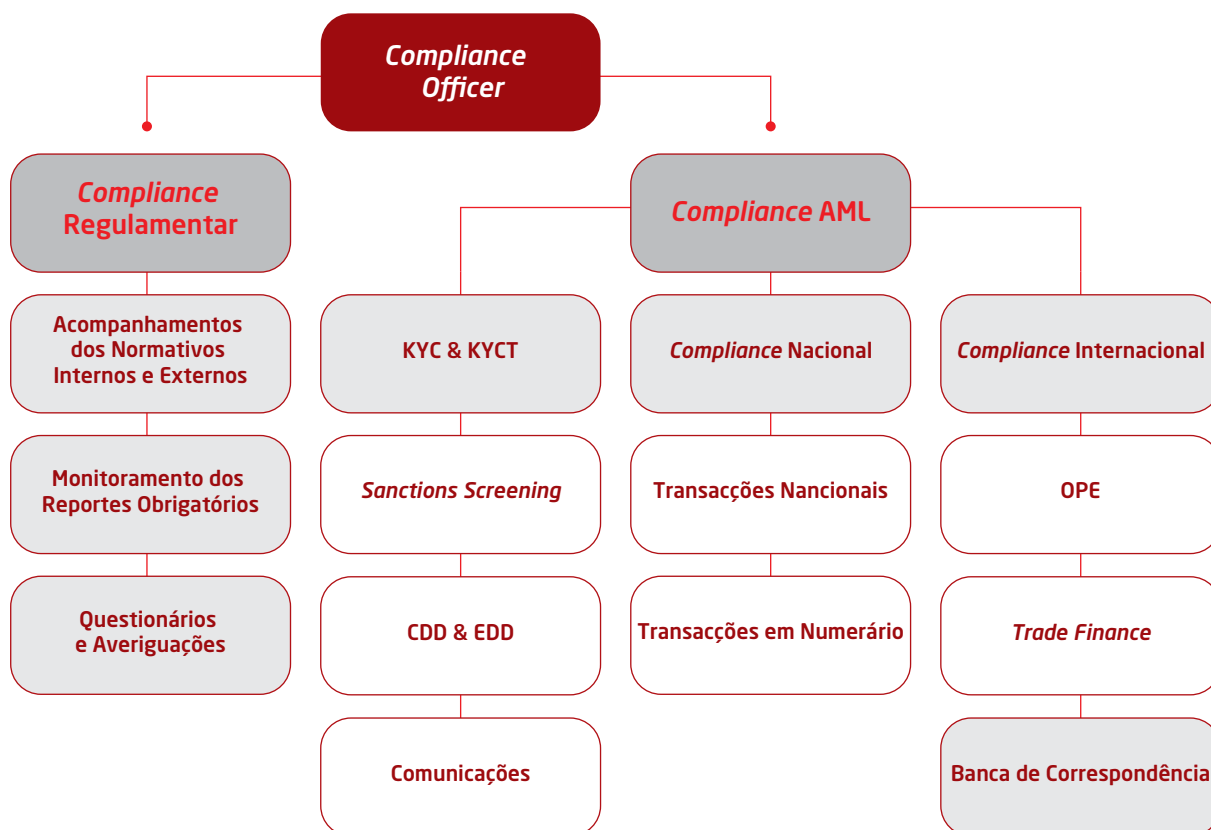 Compliance
Officer
Compliance
Regulamentar
Compliance AML
Acompanhamentos
dos Normativos
Internos e Externos
KYC & KYCT
Compliance Nacional
Compliance Internacional
Monitoramento dos
Reportes Obrigatórios
Sanctions Screening
Transacções Nancionais
OPE
Questionários
e Averiguações
CDD & EDD
Transacções em Numerário
Trade Finance
Comunicações
Banca de Correspondência